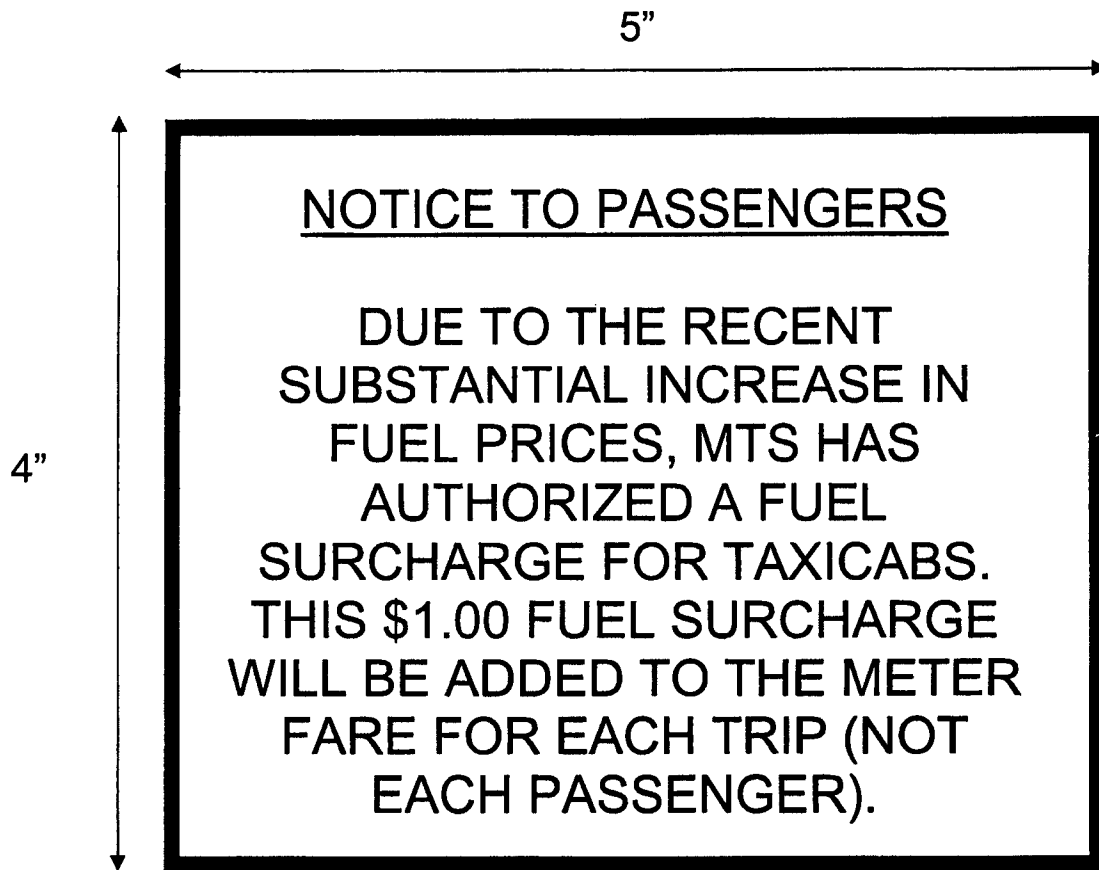 5”
4”
NOTICE TO PASSENGERS
DUE TO THE RECENT
SUBSTANTIAL INCREASE IN
FUEL PRICES, MTS HAS
AUTHORIZED A FUEL
SURCHARGE FOR TAXICABS.
THIS $1.00 FUEL SURCHARGE
WILL BE ADDED TO THE METER
FARE FOR EACH TRIP (NOT
EACH PASSENGER).